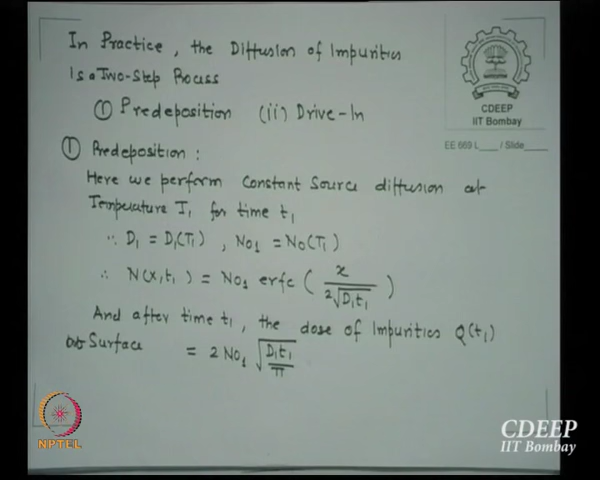 In Practice, the Diffusion of Impurities
Is a Two-Step Process
① Predeposition (ii) Drive-In
① Predeposition :
Here we perform Constant Source diffusion at
Temperature T₁ for time t₁
∴ D₁ = D₁(T₁) , N₀₁ = N₀(T₁)
∴ N(x,t₁) = N₀₁ erfc ( x / 2√D₁t₁ )
And after time t₁, the dose of Impurities Q(t₁)
at Surface = 2 N₀₁ √(D₁t₁ / π)
CDEEP
IIT Bombay
EE 669 L____ / Slide____
NPTEL
CDEEP
IIT Bombay